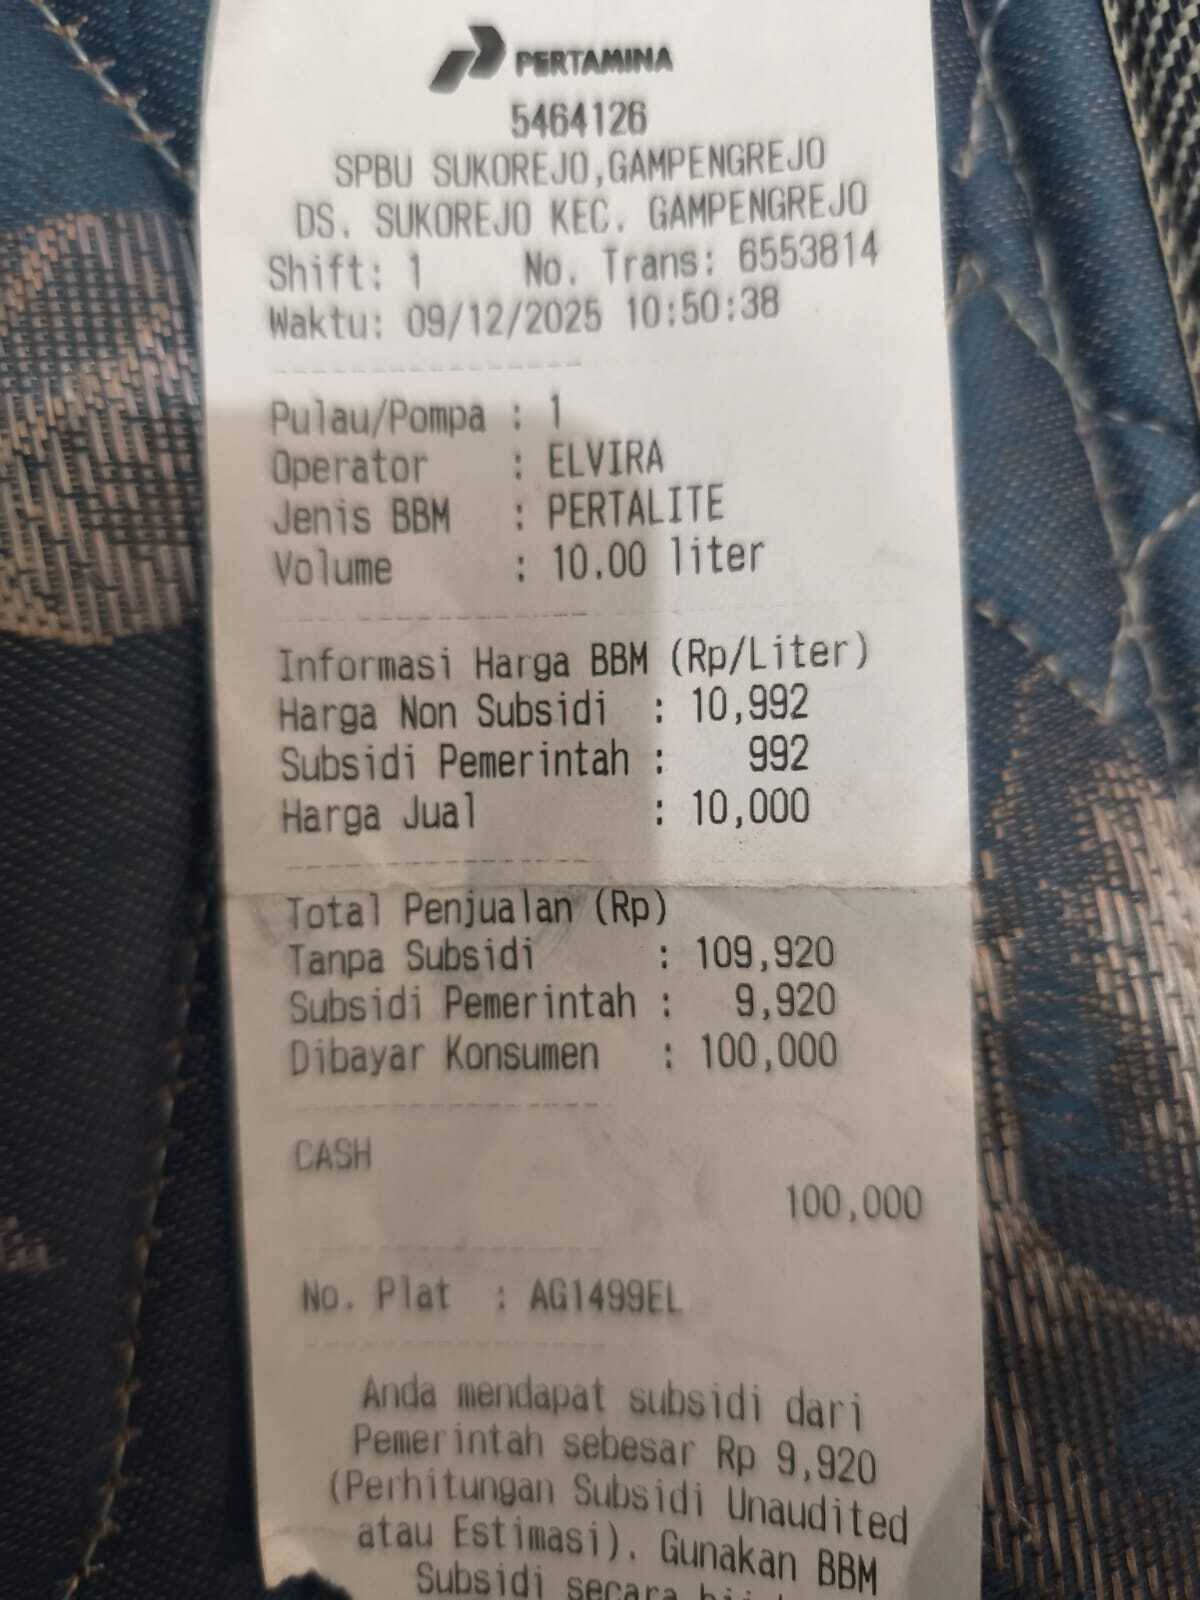 PERTAMINA
5464126
SPBU SUKOREJO,GAMPENGREJO
DS. SUKOREJO KEC. GAMPENGREJO
Shift: 1 No. Trans: 6553814
Waktu: 09/12/2025 10:50:38
Pulau/Pompa : 1
Operator : ELVIRA
Jenis BBM : PERTALITE
Volume : 10.00 liter
Informasi Harga BBM (Rp/Liter)
Harga Non Subsidi : 10,992
Subsidi Pemerintah : 992
Harga Jual : 10,000
Total Penjualan (Rp)
Tanpa Subsidi : 109,920
Subsidi Pemerintah : 9,920
Dibayar Konsumen : 100,000
CASH
100,000
No. Plat : AG1499EL
Anda mendapat subsidi dari
Pemerintah sebesar Rp 9,920
(Perhitungan Subsidi Unaudited
atau Estimasi). Gunakan BBM
Subsidi secara